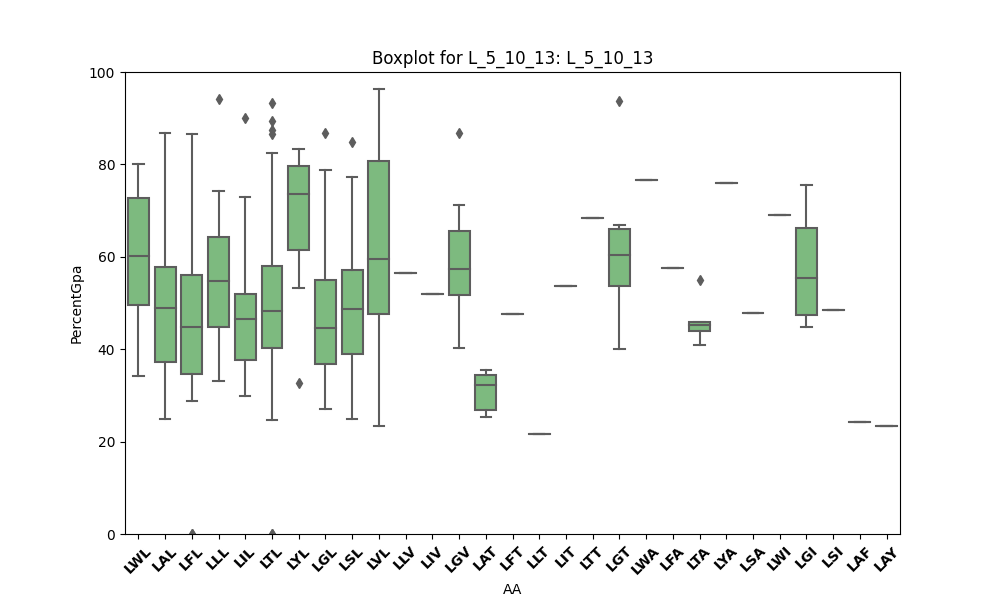 Boxplot for L_5_10_13: L_5_10_13
100
80
60
40
20
0
PercentGpa
LWL LAL LFL LLL LIL LTL LYL LGL LSL LVL LLV LIV LGV LAT LFT LLT LIT LTT LGT LWA LFA LTA LYA LSA LWI LGI LSI LAF LAY
AA